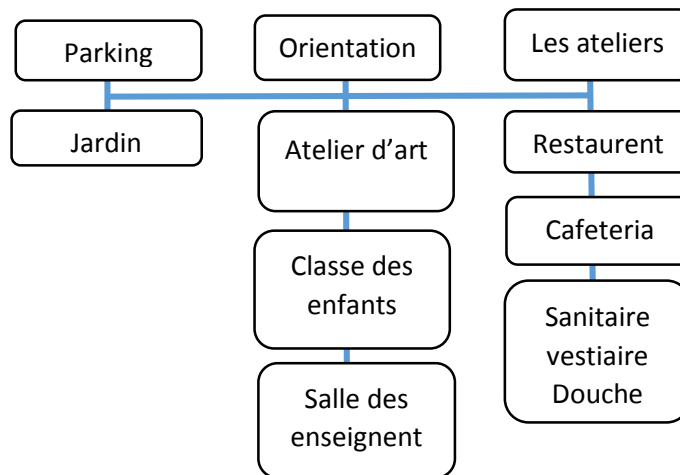 Parking
Orientation
Les ateliers
Jardin
Atelier d'art
Restaurent
Cafeteria
Classe des
enfants
Sanitaire
vestiaire
Douche
Salle des
enseignent